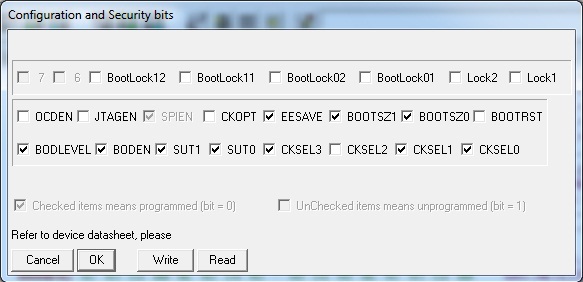 Configuration and Security bits
7 6 BootLock12 BootLock11 BootLock02 BootLock01 Lock2 Lock1
OCDEN JTAGEN SPIEN CKOPT EESAVE BOOTSZ1 BOOTSZ0 BOOTRST
BODLEVEL BODEN SUT1 SUT0 CKSEL3 CKSEL2 CKSEL1 CKSEL0
Checked items means programmed (bit = 0) UnChecked items means unprogrammed (bit = 1)
Refer to device datasheet, please
Cancel OK Write Read